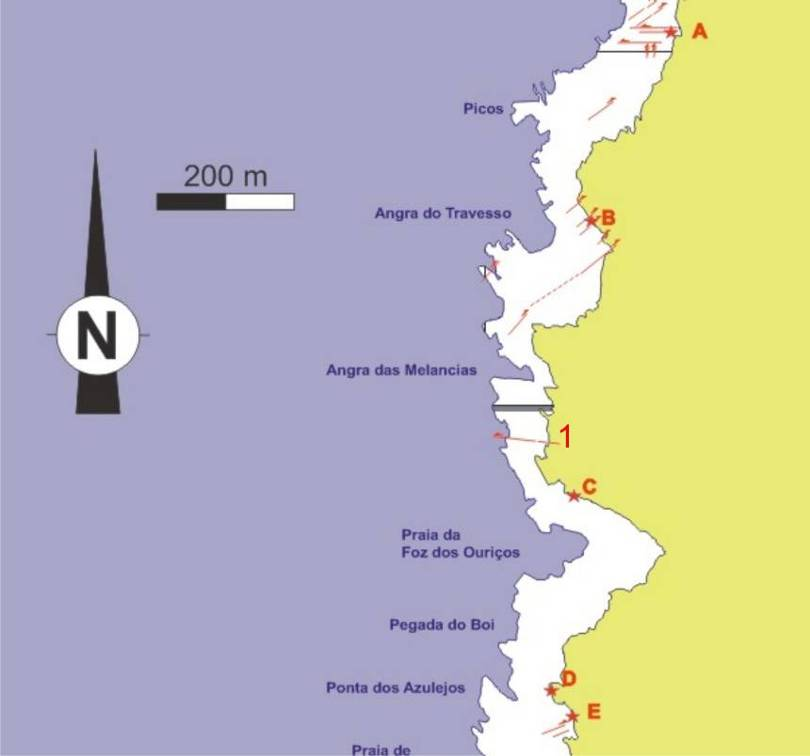 A
Picos
200 m
Angra do Travesso
B
N
Angra das Melancias
1
C
Praia da
Foz dos Ouriços
Pegada do Boi
D
Ponta dos Azulejos
E
Praia de